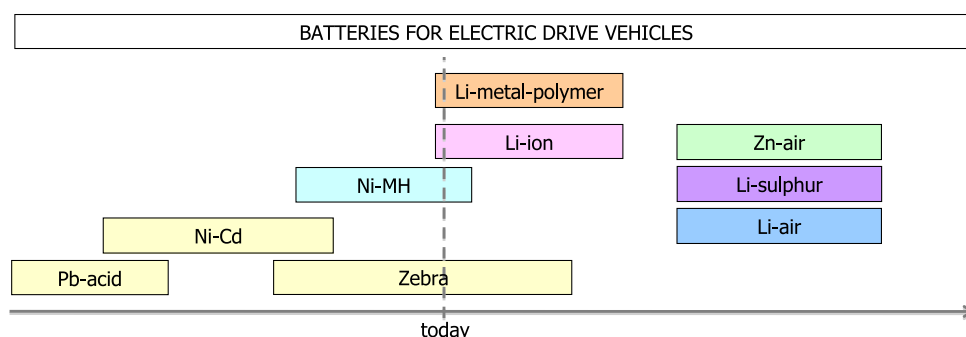 BATTERIES FOR ELECTRIC DRIVE VEHICLES
Li-metal-polymer
Li-ion
Zn-air
Ni-MH
Li-sulphur
Ni-Cd
Li-air
Pb-acid
Zebra
today